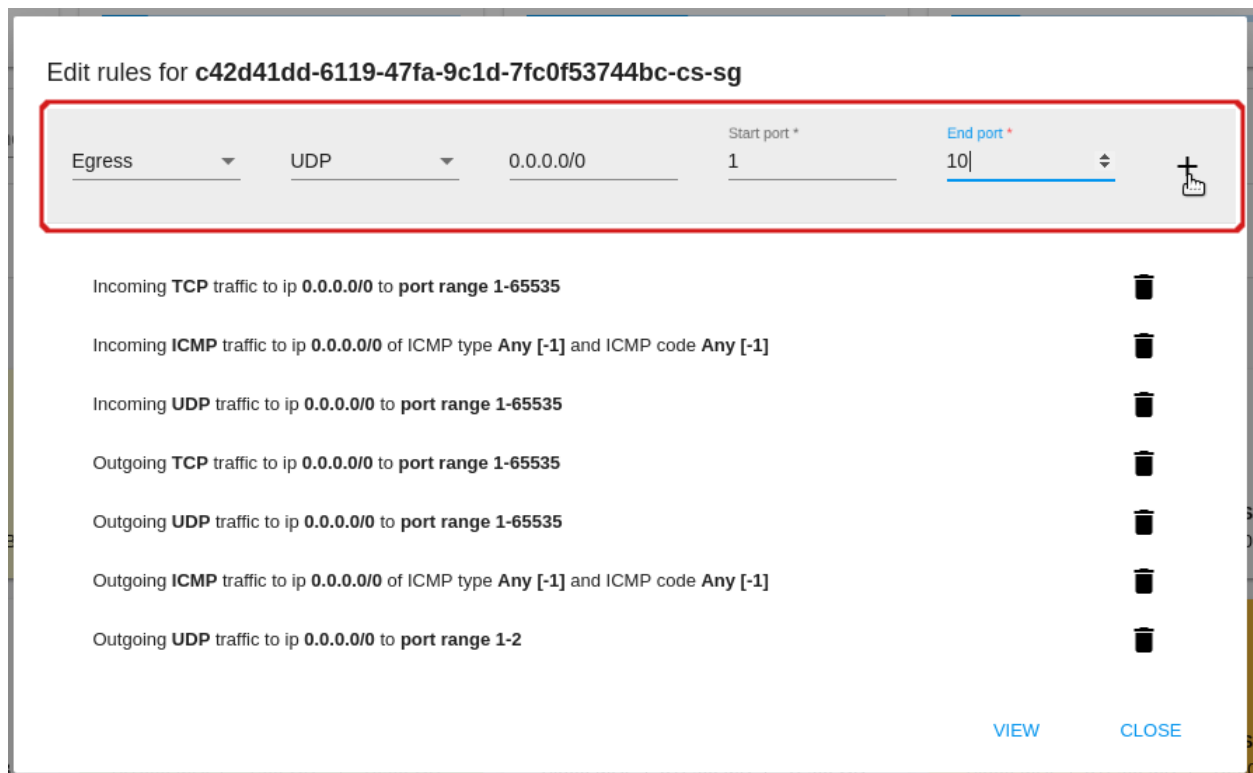 Edit rules for c42d41dd-6119-47fa-9c1d-7fc0f53744bc-cs-sg
Start port * End port *
Egress UDP 0.0.0.0/0 1 10
Incoming TCP traffic to ip 0.0.0.0/0 to port range 1-65535
Incoming ICMP traffic to ip 0.0.0.0/0 of ICMP type Any [-1] and ICMP code Any [-1]
Incoming UDP traffic to ip 0.0.0.0/0 to port range 1-65535
Outgoing TCP traffic to ip 0.0.0.0/0 to port range 1-65535
Outgoing UDP traffic to ip 0.0.0.0/0 to port range 1-65535
Outgoing ICMP traffic to ip 0.0.0.0/0 of ICMP type Any [-1] and ICMP code Any [-1]
Outgoing UDP traffic to ip 0.0.0.0/0 to port range 1-2
VIEW CLOSE